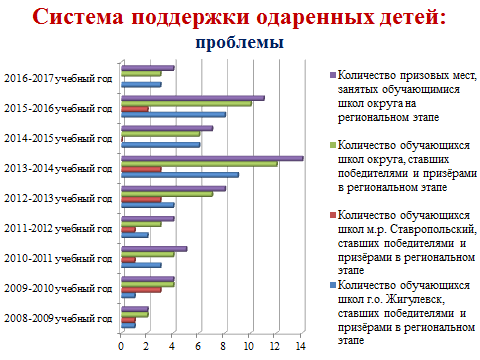 Система поддержки одаренных детей:
проблемы
2016-2017 учебный год
2015-2016 учебный год
2014-2015 учебный год
2013-2014 учебный год
2012-2013 учебный год
2011-2012 учебный год
2010-2011 учебный год
2009-2010 учебный год
2008-2009 учебный год
0 2 4 6 8 10 12 14
Количество призовых мест,
занятых обучающимися
школ округа на
региональном этапе
Количество обучающихся
школ округа, ставших
победителями и призёрами
в региональном этапе
Количество обучающихся
школ м.р. Ставропольский,
ставших победителями и
призёрами в региональном
этапе
Количество обучающихся
школ г.о. Жигулевск,
ставших победителями и
призёрами в региональном
этапе